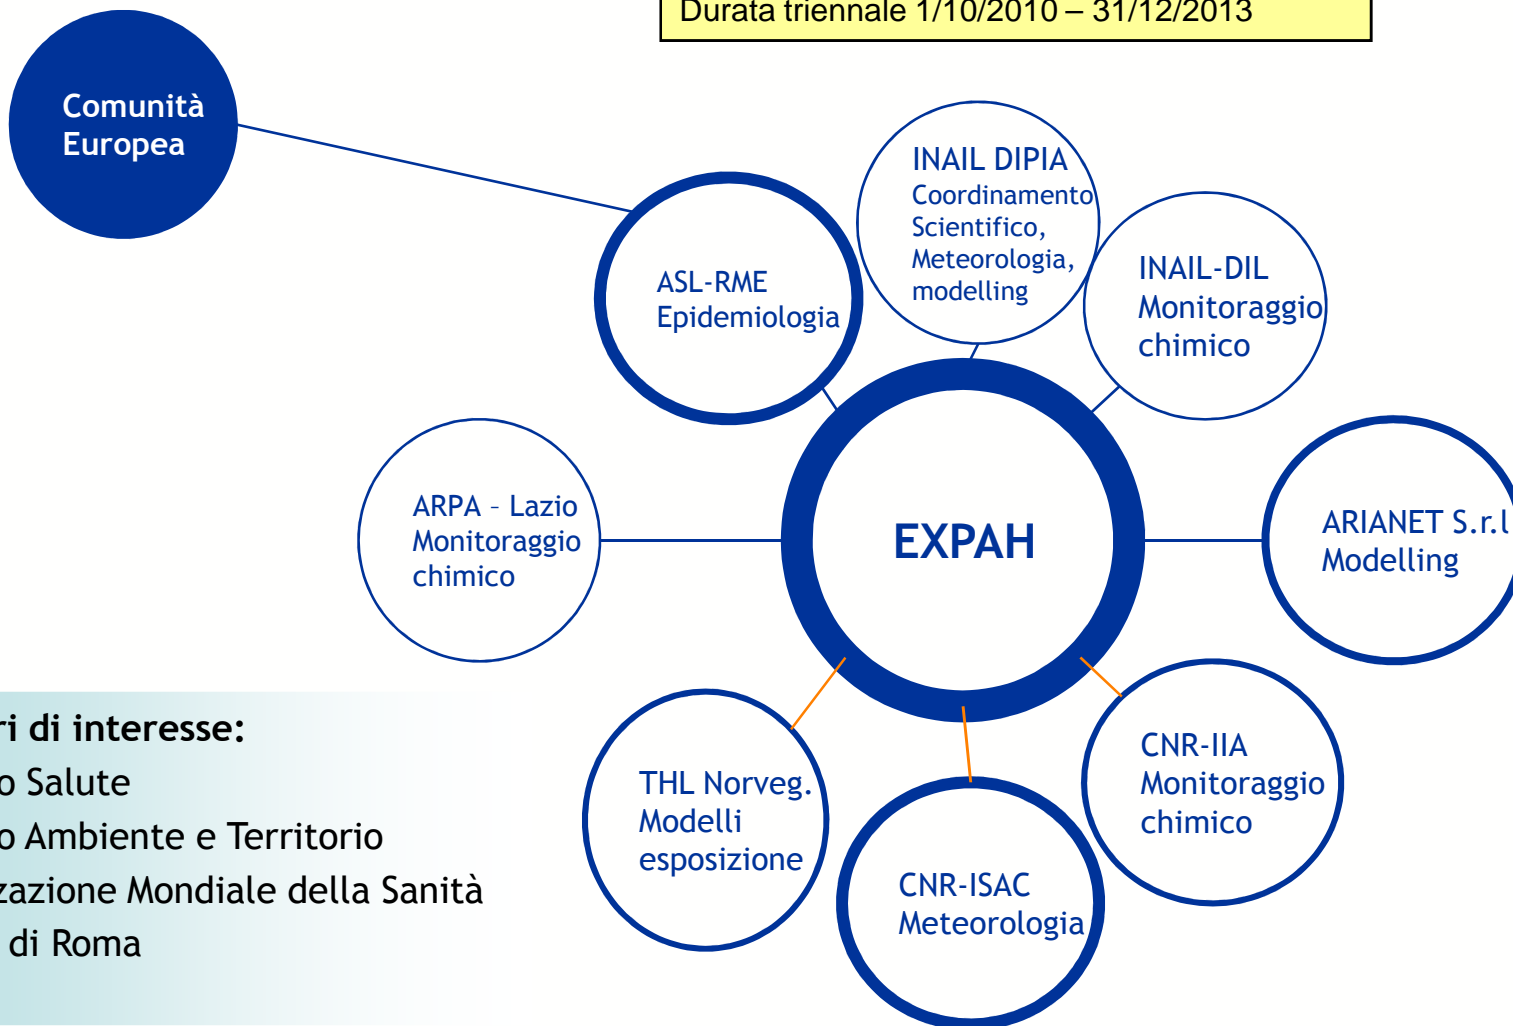 Durata triennale 1/10/2010 – 31/12/2013
Comunità
Europea
INAIL DIPIA
Coordinamento
Scientifico,
Meteorologia,
modelling
INAIL-DIL
Monitoraggio
chimico
ASL-RME
Epidemiologia
ARPA – Lazio
Monitoraggio
chimico
EXPAH
ARIANET S.r.l
Modelling
THL Norveg.
Modelli
esposizione
CNR-ISAC
Meteorologia
CNR-IIA
Monitoraggio
chimico
di interesse:
Salute
Ambiente e Territorio
Mondiale della Sanità
di Roma